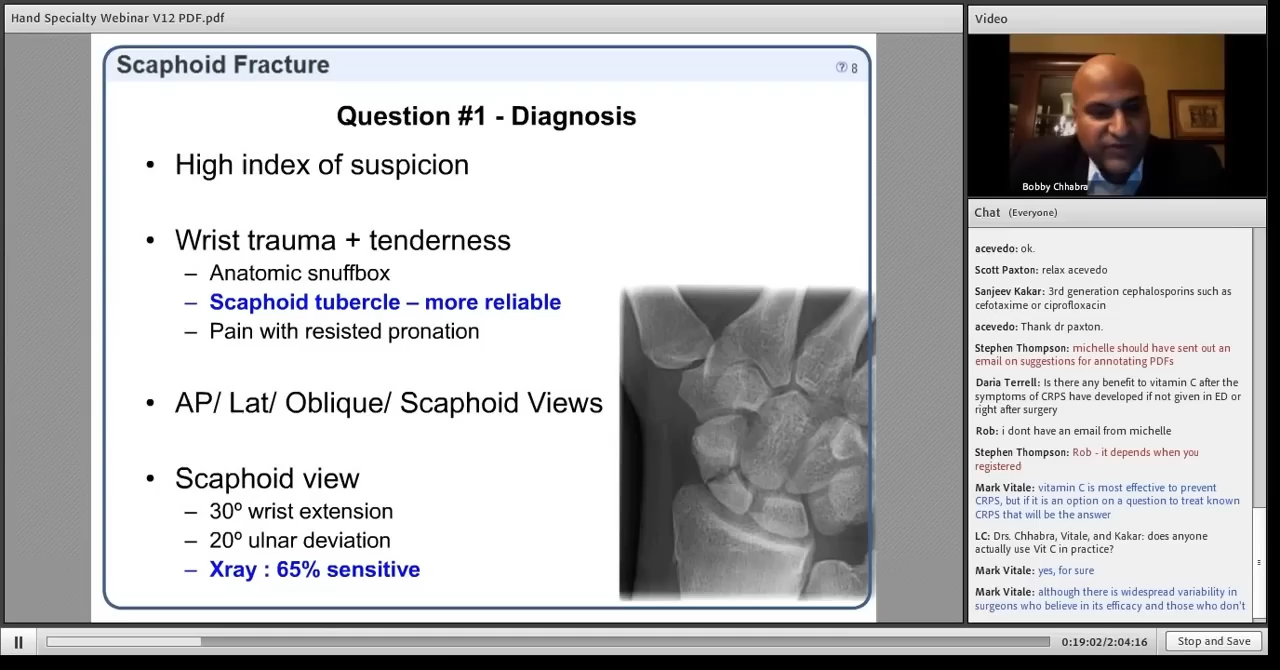 Hand Specialty Webinar V12 PDF.pdf
Scaphoid Fracture
? 8
Question #1 - Diagnosis
• High index of suspicion
• Wrist trauma + tenderness
– Anatomic snuffbox
– Scaphoid tubercle – more reliable
– Pain with resisted pronation
• AP/ Lat/ Oblique/ Scaphoid Views
• Scaphoid view
– 30º wrist extension
– 20º ulnar deviation
– Xray : 65% sensitive
Video
Bobby Chhabra
Chat (Everyone)
acevedo: ok.
Scott Paxton: relax acevedo
Sanjeev Kakar: 3rd generation cephalosporins such as
cefotaxime or ciprofloxacin
acevedo: Thank dr paxton.
Stephen Thompson: michelle should have sent out an
email on suggestions for annotating PDFs
Daria Terrell: Is there any benefit to vitamin C after the
symptoms of CRPS have developed if not given in ED or
right after surgery
Rob: i dont have an email from michelle
Stephen Thompson: Rob - it depends when you
registered
Mark Vitale: vitamin C is most effective to prevent
CRPS, but if it is an option on a question to treat known
CRPS that will be the answer
LC: Drs. Chhabra, Vitale, and Kakar: does anyone
actually use Vit C in practice?
Mark Vitale: yes, for sure
Mark Vitale: although there is widespread variability in
surgeons who believe in its efficacy and those who don't
0:19:02/2:04:16
Stop and Save